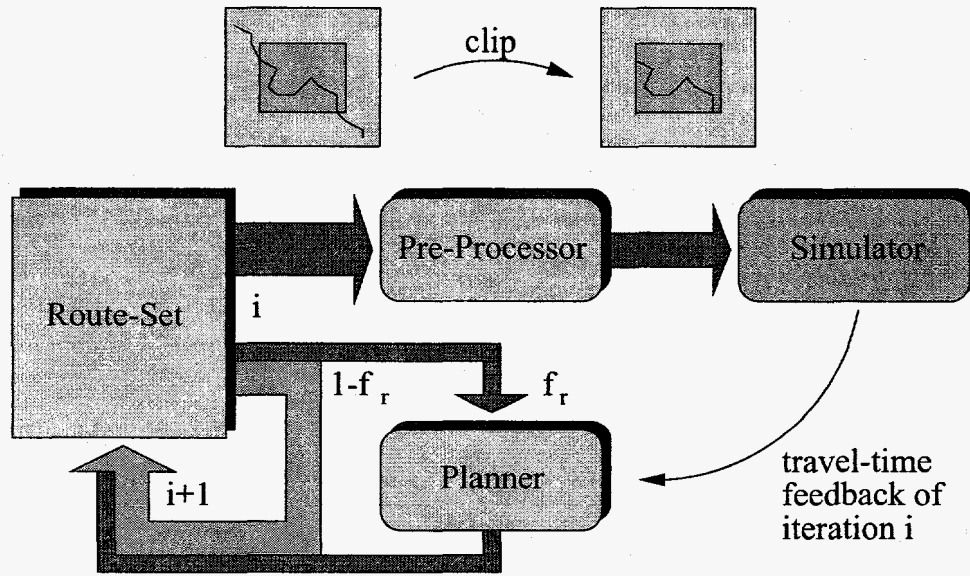 clip
Pre-Processor
Simulator
Route-Set
i
1-f r
f r
Planner
i+1
travel-time
feedback of
iteration i